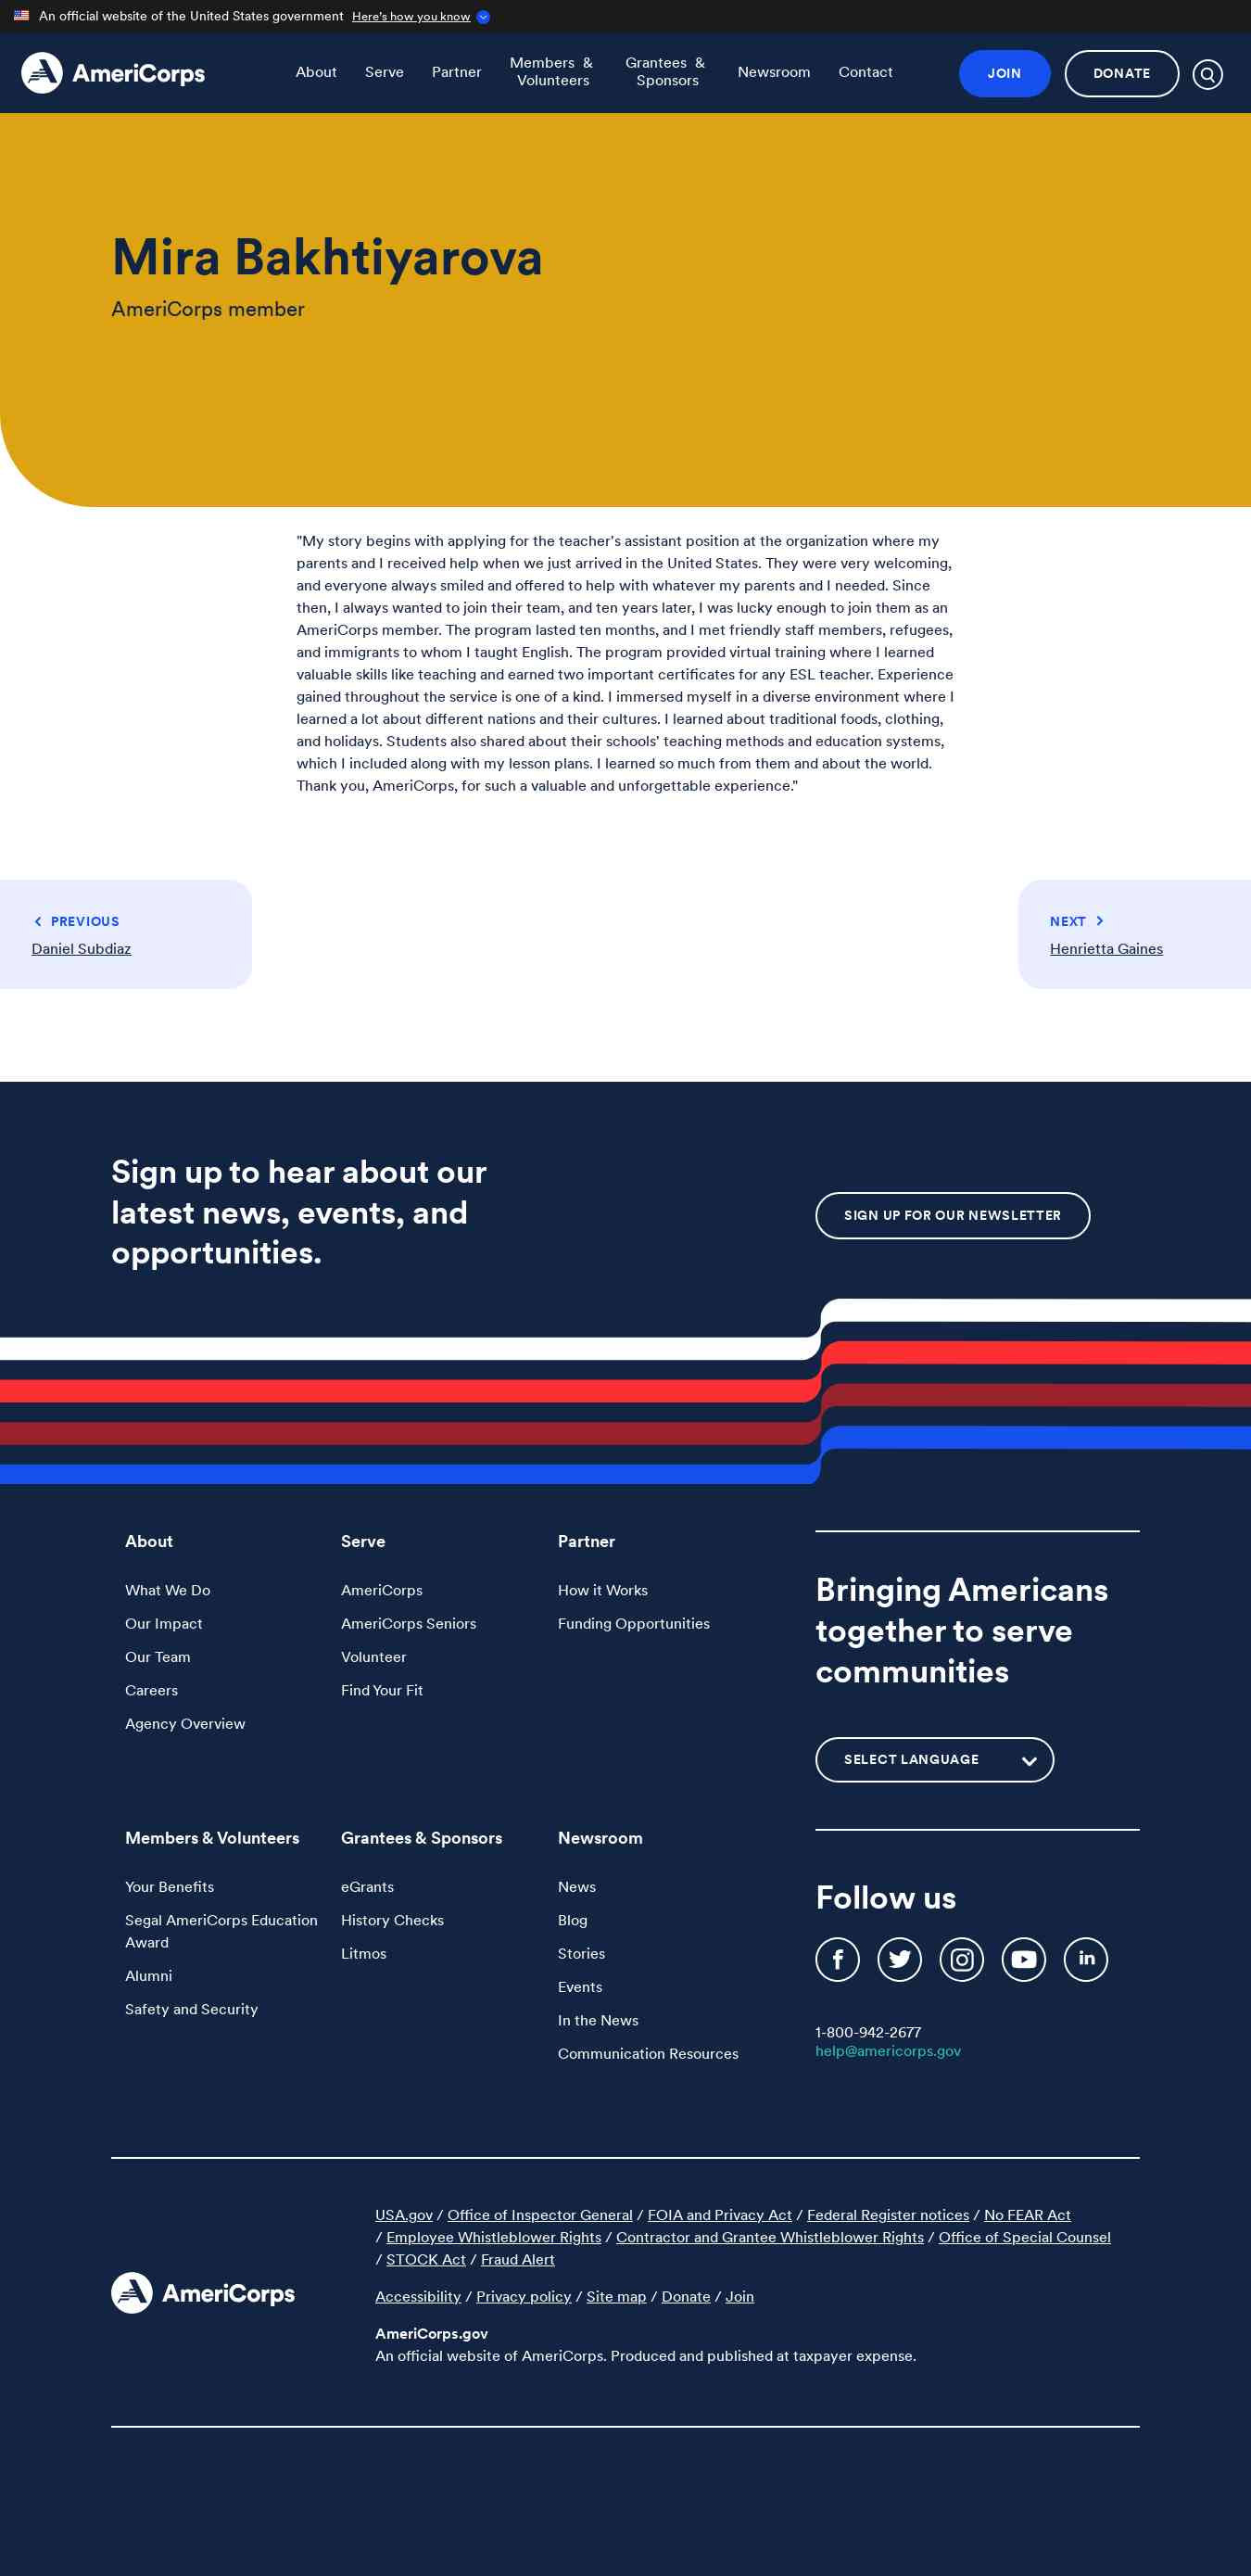 An official website of the United States government Here's how you know
AmeriCorps
About Serve Partner Members & Volunteers Grantees & Sponsors Newsroom Contact
JOIN DONATE
Mira Bakhtiyarova
AmeriCorps member
"My story begins with applying for the teacher's assistant position at the organization where my
parents and I received help when we just arrived in the United States. They were very welcoming,
and everyone always smiled and offered to help with whatever my parents and I needed. Since
then, I always wanted to join their team, and ten years later, I was lucky enough to join them as an
AmeriCorps member. The program lasted ten months, and I met friendly staff members, refugees,
and immigrants to whom I taught English. The program provided virtual training where I learned
valuable skills like teaching and earned two important certificates for any ESL teacher. Experience
gained throughout the service is one of a kind. I immersed myself in a diverse environment where I
learned a lot about different nations and their cultures. I learned about traditional foods, clothing,
and holidays. Students also shared about their schools' teaching methods and education systems,
which I included along with my lesson plans. I learned so much from them and about the world.
Thank you, AmeriCorps, for such a valuable and unforgettable experience."
PREVIOUS
Daniel Subdiaz
NEXT
Henrietta Gaines
Sign up to hear about our
latest news, events, and
opportunities.
SIGN UP FOR OUR NEWSLETTER
About
What We Do
Our Impact
Our Team
Careers
Agency Overview
Serve
AmeriCorps
AmeriCorps Seniors
Volunteer
Find Your Fit
Partner
How it Works
Funding Opportunities
Bringing Americans
together to serve
communities
SELECT LANGUAGE
Members & Volunteers
Your Benefits
Segal AmeriCorps Education
Award
Alumni
Safety and Security
Grantees & Sponsors
eGrants
History Checks
Litmos
Newsroom
News
Blog
Stories
Events
In the News
Communication Resources
Follow us
1-800-942-2677
help@americorps.gov
AmeriCorps
USA.gov / Office of Inspector General / FOIA and Privacy Act / Federal Register notices / No FEAR Act
/ Employee Whistleblower Rights / Contractor and Grantee Whistleblower Rights / Office of Special Counsel
/ STOCK Act / Fraud Alert
Accessibility / Privacy policy / Site map / Donate / Join
AmeriCorps.gov
An official website of AmeriCorps. Produced and published at taxpayer expense.